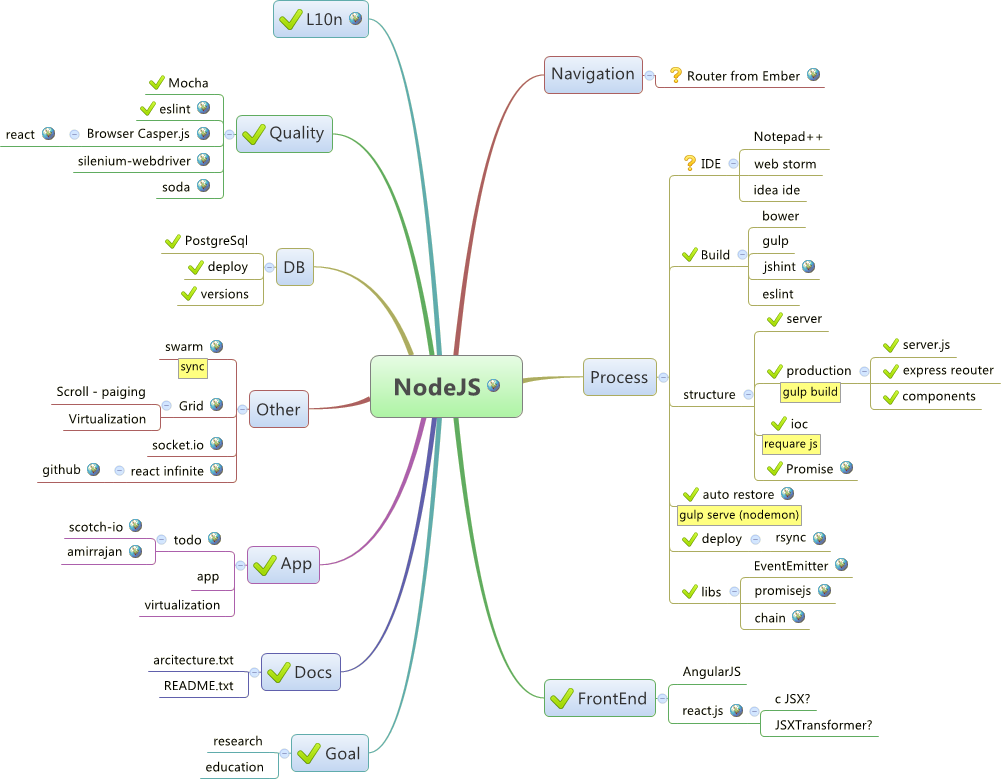 L10n
Navigation
Router from Ember
Mocha
eslint
Quality
react
Browser Casper.js
silenium-webdriver
soda
IDE
Notepad++
web storm
idea ide
Build
bower
gulp
jshint
eslint
PostgreSql
deploy
versions
DB
NodeJS
Process
structure
server
production
gulp build
server.js
express reouter
components
ioc
requare js
Promise
auto restore
gulp serve (nodemon)
deploy
rsync
libs
EventEmitter
promisejs
chain
swarm
sync
Scroll - paiging
Virtualization
Grid
Other
socket.io
github
react infinite
scotch-io
amirrajan
todo
App
app
virtualization
arcitecture.txt
README.txt
Docs
FrontEnd
AngularJS
react.js
c JSX?
JSXTransformer?
research
education
Goal